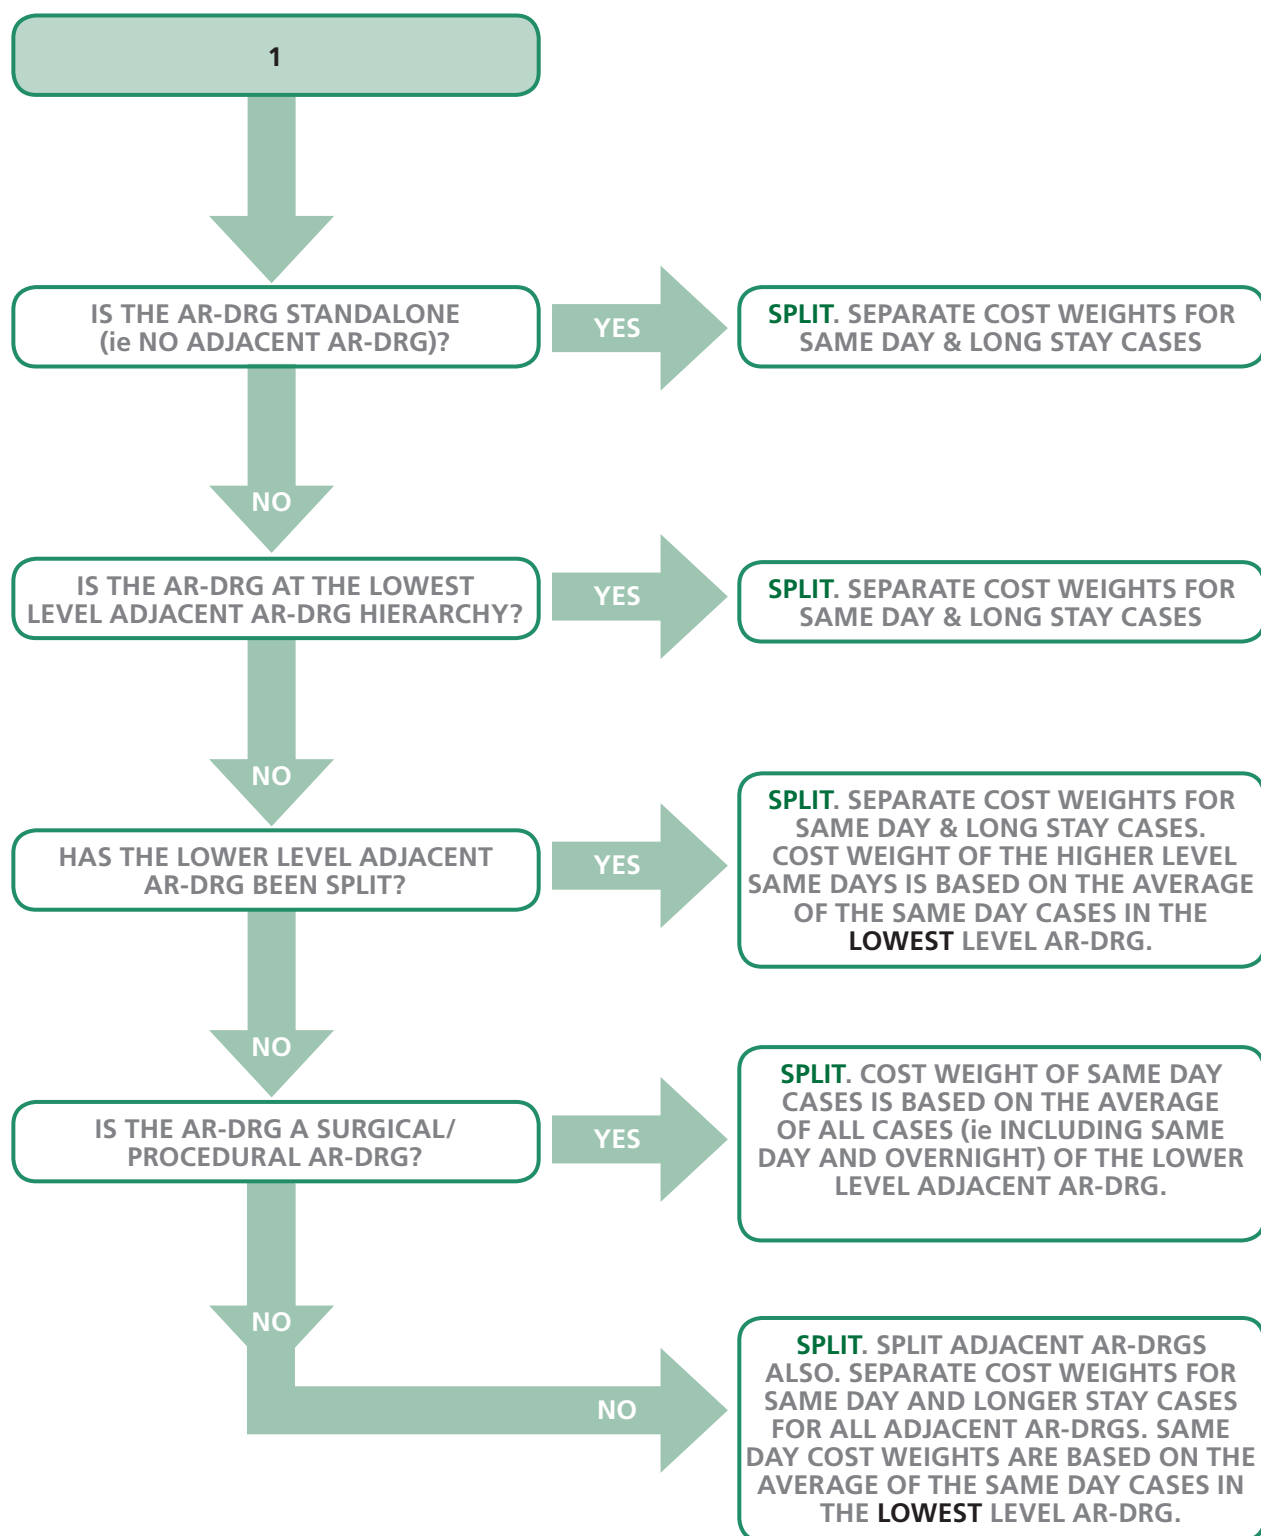 1
IS THE AR-DRG STANDALONE
(ie NO ADJACENT AR-DRG)?
YES
SPLIT. SEPARATE COST WEIGHTS FOR
SAME DAY & LONG STAY CASES
NO
IS THE AR-DRG AT THE LOWEST
LEVEL ADJACENT AR-DRG HIERARCHY?
YES
SPLIT. SEPARATE COST WEIGHTS FOR
SAME DAY & LONG STAY CASES
NO
HAS THE LOWER LEVEL ADJACENT
AR-DRG BEEN SPLIT?
YES
SPLIT. SEPARATE COST WEIGHTS FOR
SAME DAY & LONG STAY CASES.
COST WEIGHT OF THE HIGHER LEVEL
SAME DAYS IS BASED ON THE AVERAGE
OF THE SAME DAY CASES IN THE
LOWEST LEVEL AR-DRG.
NO
IS THE AR-DRG A SURGICAL/
PROCEDURAL AR-DRG?
YES
SPLIT. COST WEIGHT OF SAME DAY
CASES IS BASED ON THE AVERAGE
OF ALL CASES (ie INCLUDING SAME
DAY AND OVERNIGHT) OF THE LOWER
LEVEL ADJACENT AR-DRG.
NO
NO
SPLIT. SPLIT ADJACENT AR-DRGS
ALSO. SEPARATE COST WEIGHTS FOR
SAME DAY AND LONGER STAY CASES
FOR ALL ADJACENT AR-DRGS. SAME
DAY COST WEIGHTS ARE BASED ON THE
AVERAGE OF THE SAME DAY CASES IN
THE LOWEST LEVEL AR-DRG.